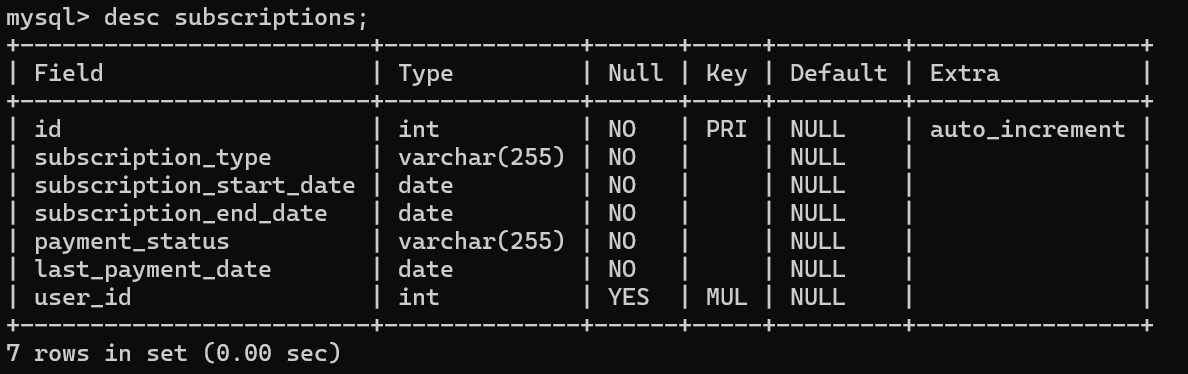 mysql> desc subscriptions;
+-------------------------+--------------+------+-----+---------+----------------+
| Field                   | Type         | Null | Key | Default | Extra          |
+-------------------------+--------------+------+-----+---------+----------------+
| id                      | int          | NO   | PRI | NULL    | auto_increment |
| subscription_type       | varchar(255) | NO   |     | NULL    |                |
| subscription_start_date | date         | NO   |     | NULL    |                |
| subscription_end_date   | date         | NO   |     | NULL    |                |
| payment_status          | varchar(255) | NO   |     | NULL    |                |
| last_payment_date       | date         | NO   |     | NULL    |                |
| user_id                 | int          | YES  | MUL | NULL    |                |
+-------------------------+--------------+------+-----+---------+----------------+
7 rows in set (0.00 sec)